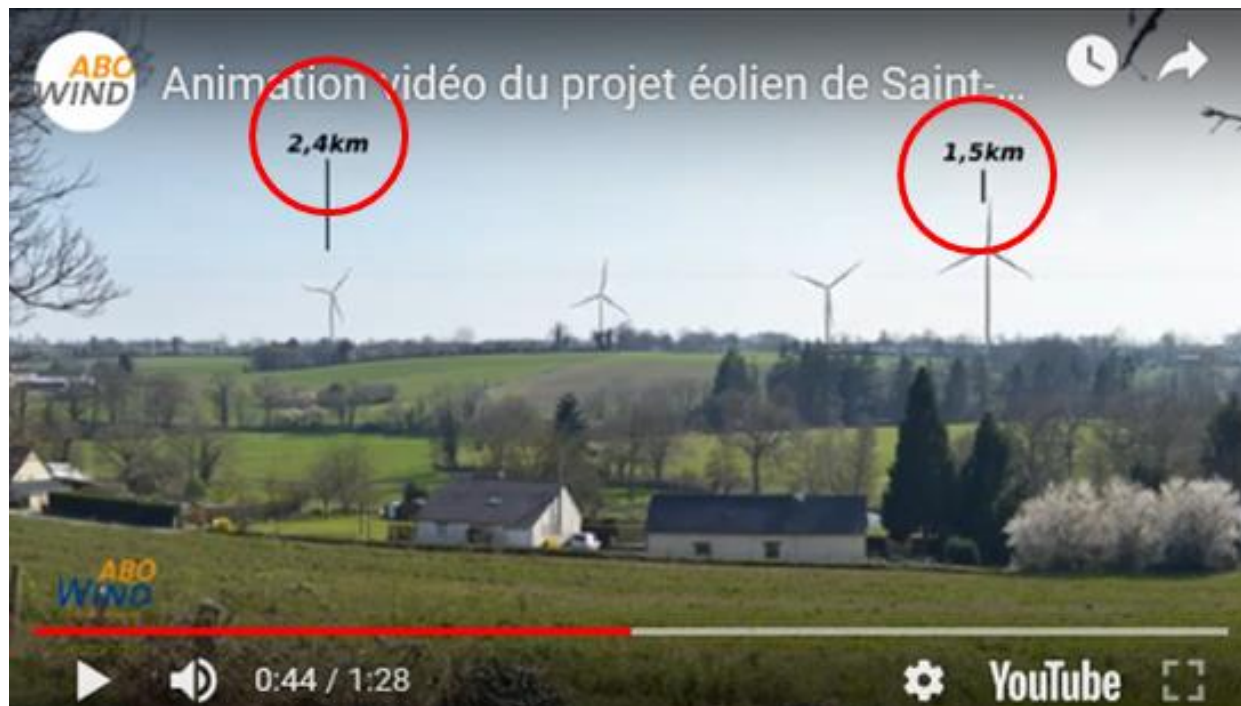 ABO
WIND
Animation vidéo du projet éolien de Saint-...
2,4km
1,5km
ABO
WIND
0:44 / 1:28
YouTube